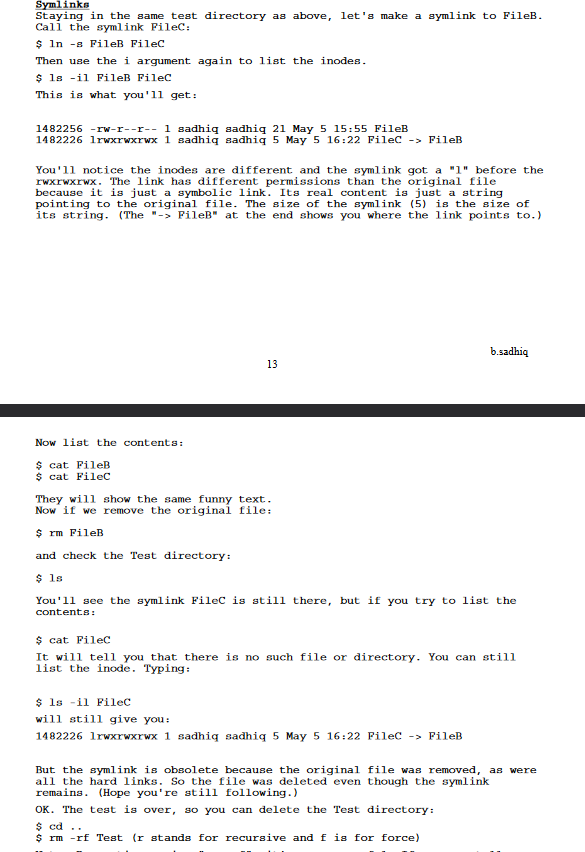 Symlinks
Staying in the same test directory as above, let's make a symlink to FileB.
Call the symlink FileC:
$ ln -s FileB FileC
Then use the i argument again to list the inodes.
$ ls -il FileB FileC
This is what you'll get:
1482256 -rw-r--r-- 1 sadhiq sadhiq 21 May 5 15:55 FileB
1482226 lrwxrwxrwx 1 sadhiq sadhiq 5 May 5 16:22 FileC -> FileB
You'll notice the inodes are different and the symlink got a "l" before the
rwxrwxrwx. The link has different permissions than the original file
because it is just a symbolic link. Its real content is just a string
pointing to the original file. The size of the symlink (5) is the size of
its string. (The "-> FileB" at the end shows you where the link points to.)
b.sadhiq
13
Now list the contents:
$ cat FileB
$ cat FileC
They will show the same funny text.
Now if we remove the original file:
$ rm FileB
and check the Test directory:
$ ls
You'll see the symlink FileC is still there, but if you try to list the
contents:
$ cat FileC
It will tell you that there is no such file or directory. You can still
list the inode. Typing:
$ ls -il FileC
will still give you:
1482226 lrwxrwxrwx 1 sadhiq sadhiq 5 May 5 16:22 FileC -> FileB
But the symlink is obsolete because the original file was removed, as were
all the hard links. So the file was deleted even though the symlink
remains. (Hope you're still following.)
OK. The test is over, so you can delete the Test directory:
$ cd ..
$ rm -rf Test (r stands for recursive and f is for force)